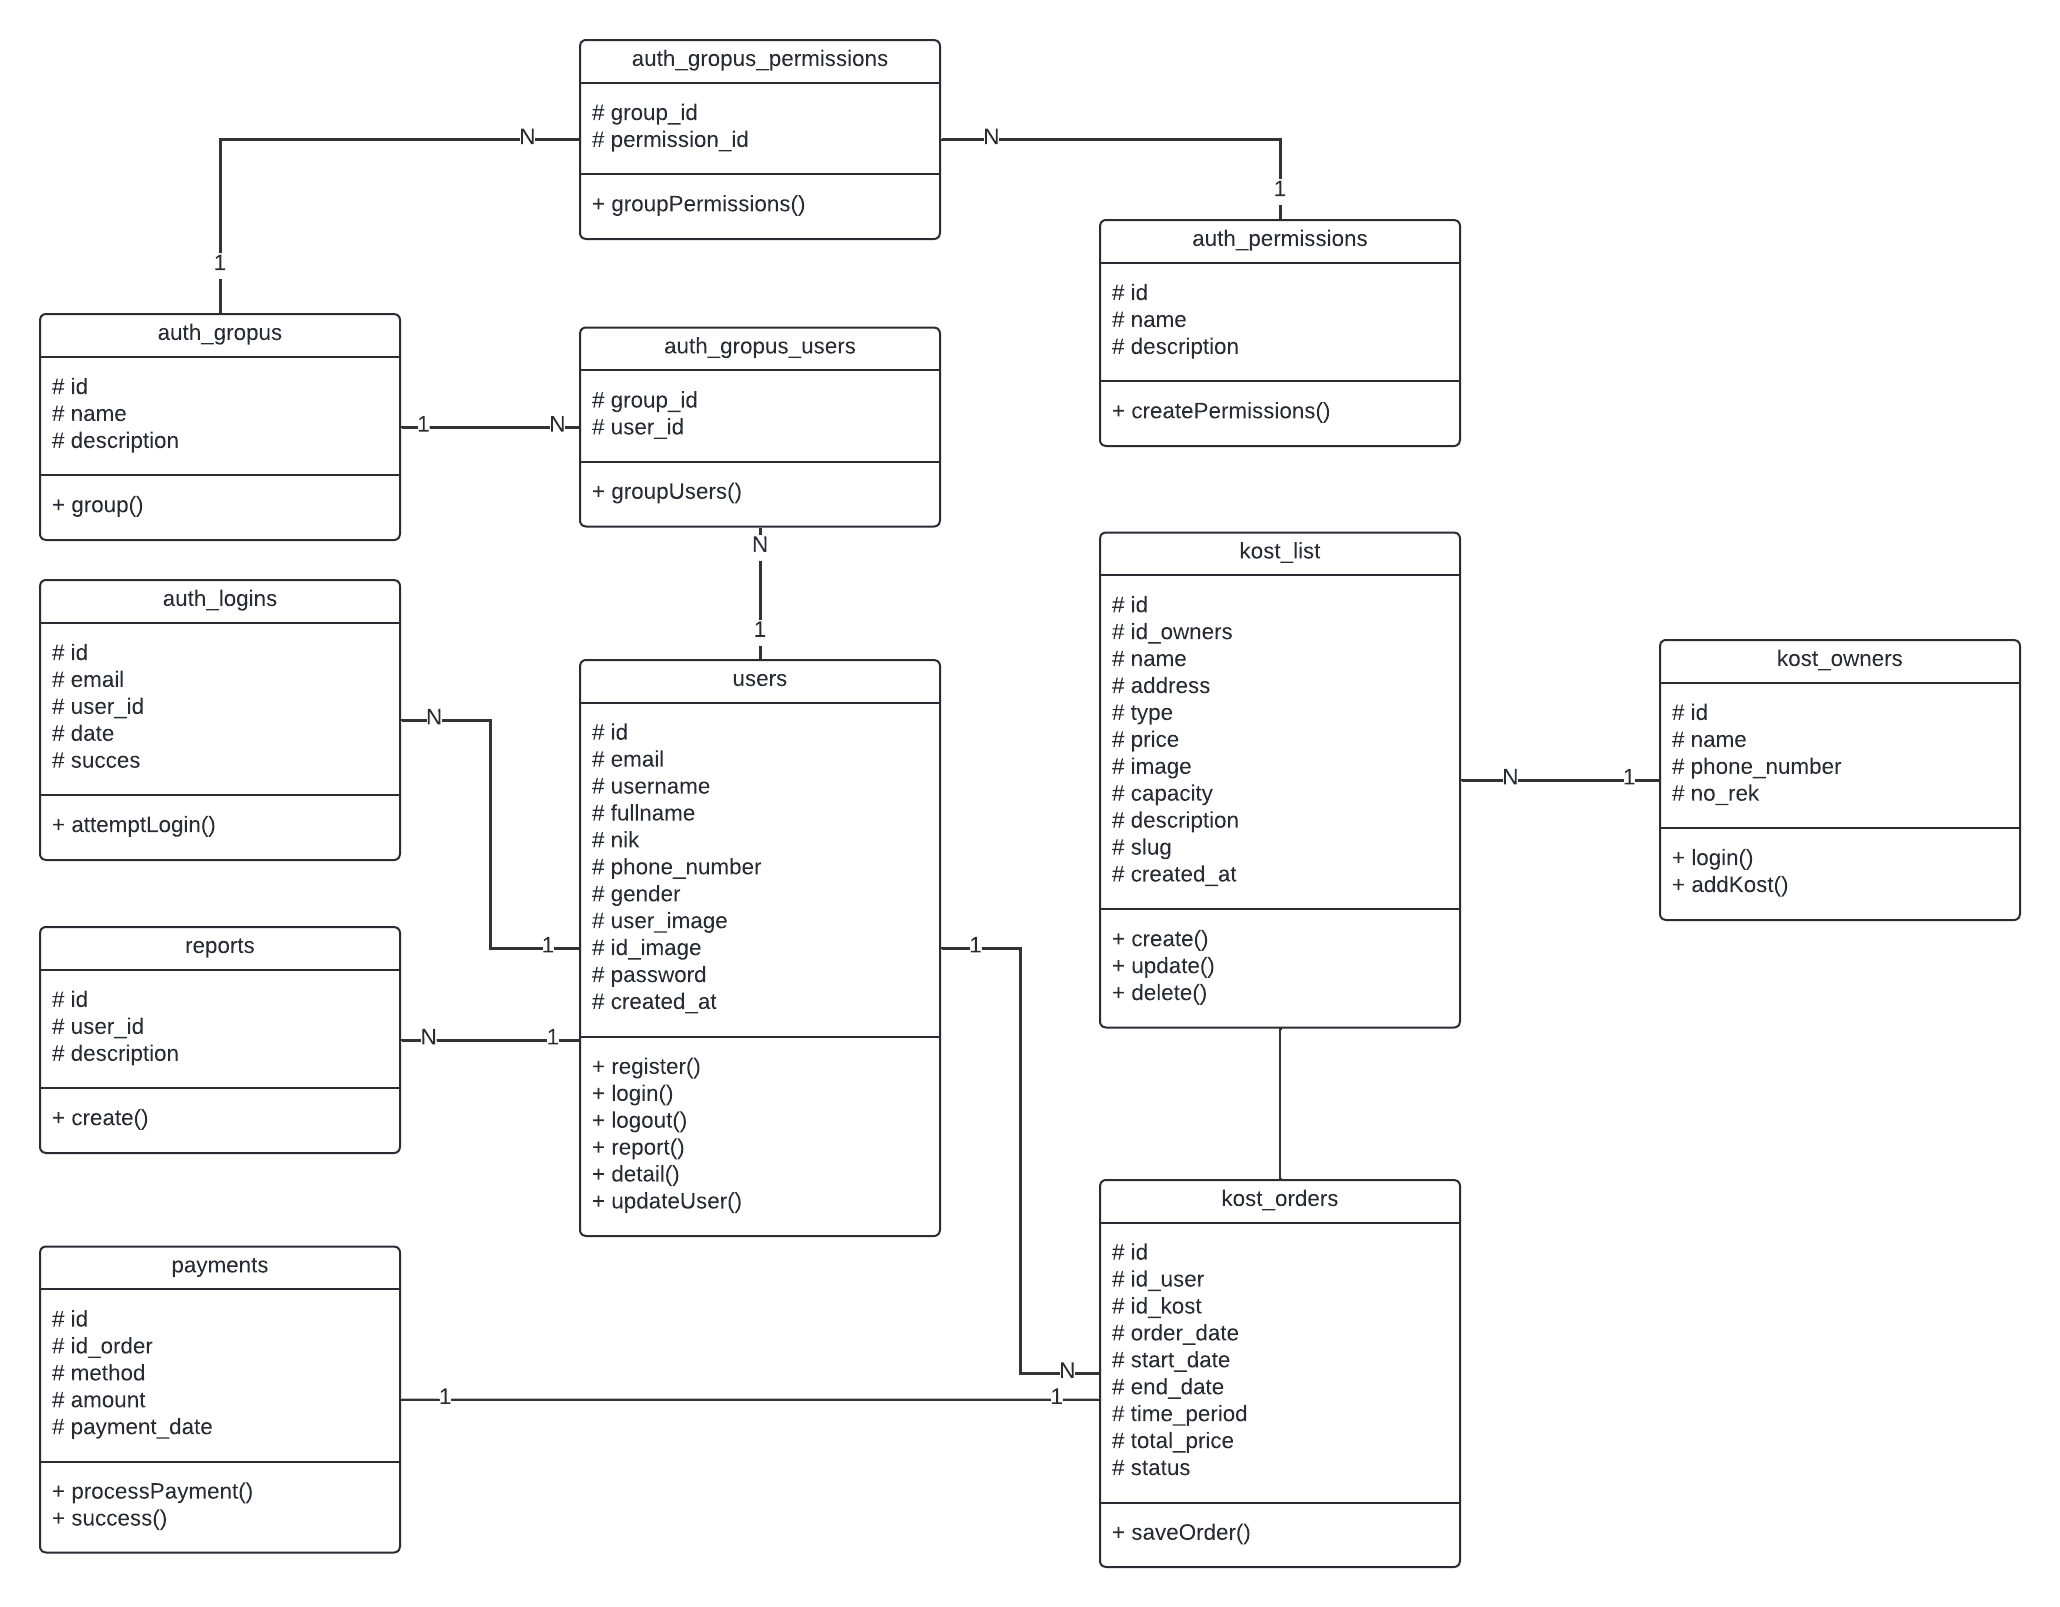 auth_gropus_permissions
# group_id
# permission_id
+ groupPermissions()
N
N
1
1
auth_permissions
# id
# name
# description
+ createPermissions()
auth_gropus
# id
# name
# description
+ group()
1
N
auth_gropus_users
# group_id
# user_id
+ groupUsers()
N
1
auth_logins
# id
# email
# user_id
# date
# succes
+ attemptLogin()
N
1
users
# id
# email
# username
# fullname
# nik
# phone_number
# gender
# user_image
# id_image
# password
# created_at
+ register()
+ login()
+ logout()
+ report()
+ detail()
+ updateUser()
1
N
kost_list
# id
# id_owners
# name
# address
# type
# price
# image
# capacity
# description
# slug
# created_at
+ create()
+ update()
+ delete()
N
1
kost_owners
# id
# name
# phone_number
# no_rek
+ login()
+ addKost()
reports
# id
# user_id
# description
+ create()
N
1
payments
# id
# id_order
# method
# amount
# payment_date
+ processPayment()
+ success()
1
1
kost_orders
# id
# id_user
# id_kost
# order_date
# start_date
# end_date
# time_period
# total_price
# status
+ saveOrder()